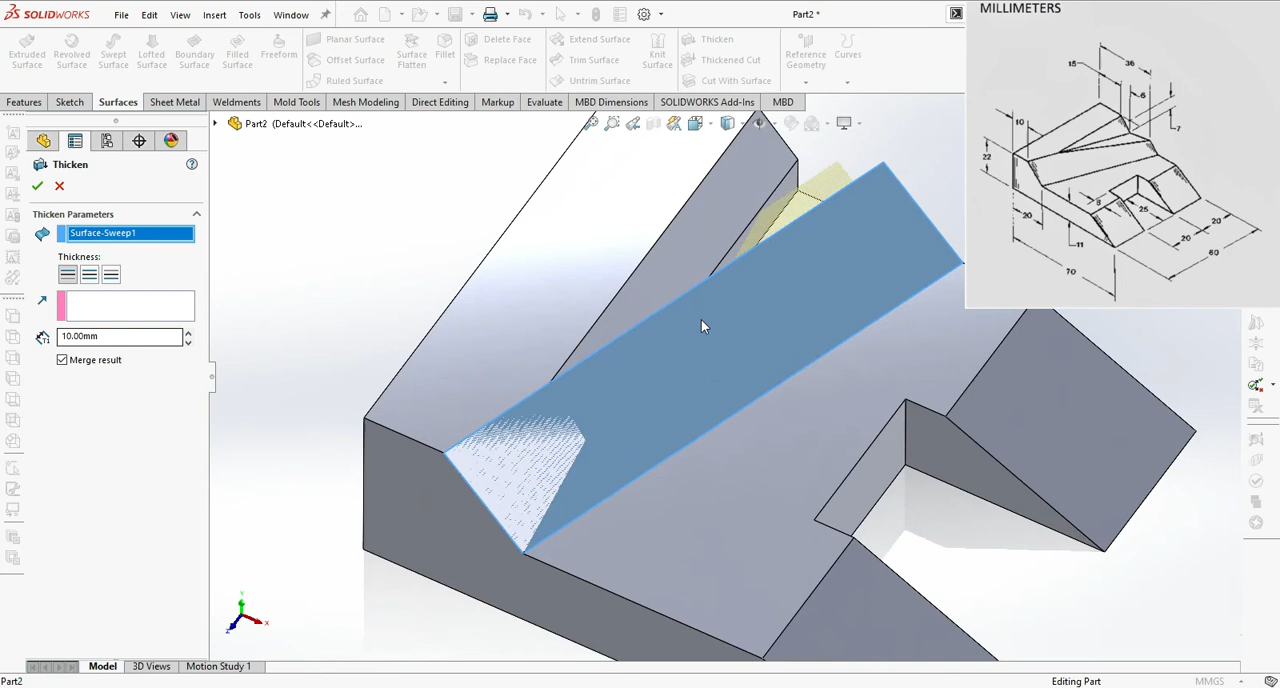 SOLIDWORKS File Edit View Insert Tools Window Part2 *
Extruded Surface
Revolved Surface
Swept Surface
Lofted Surface
Boundary Surface
Filled Surface
Freeform
Planar Surface
Offset Surface
Ruled Surface
Surface Flatten
Fillet
Delete Face
Replace Face
Extend Surface
Trim Surface
Untrim Surface
Knit Surface
Thicken
Thickened Cut
Cut With Surface
Reference Geometry
Curves
Features Sketch Surfaces Sheet Metal Weldments Mold Tools Mesh Modeling Direct Editing Markup Evaluate MBD Dimensions SOLIDWORKS Add-Ins MBD
Part2 (Default<<Default>...
Thicken
Thicken Parameters
Surface-Sweep1
Thickness:
T1
10.00mm
Merge result
MILLIMETERS
36
15
6
7
10
22
20
8
25
11
20
20
60
70
Y
X
Z
Model 3D Views Motion Study 1
Part2 Editing Part MMGS